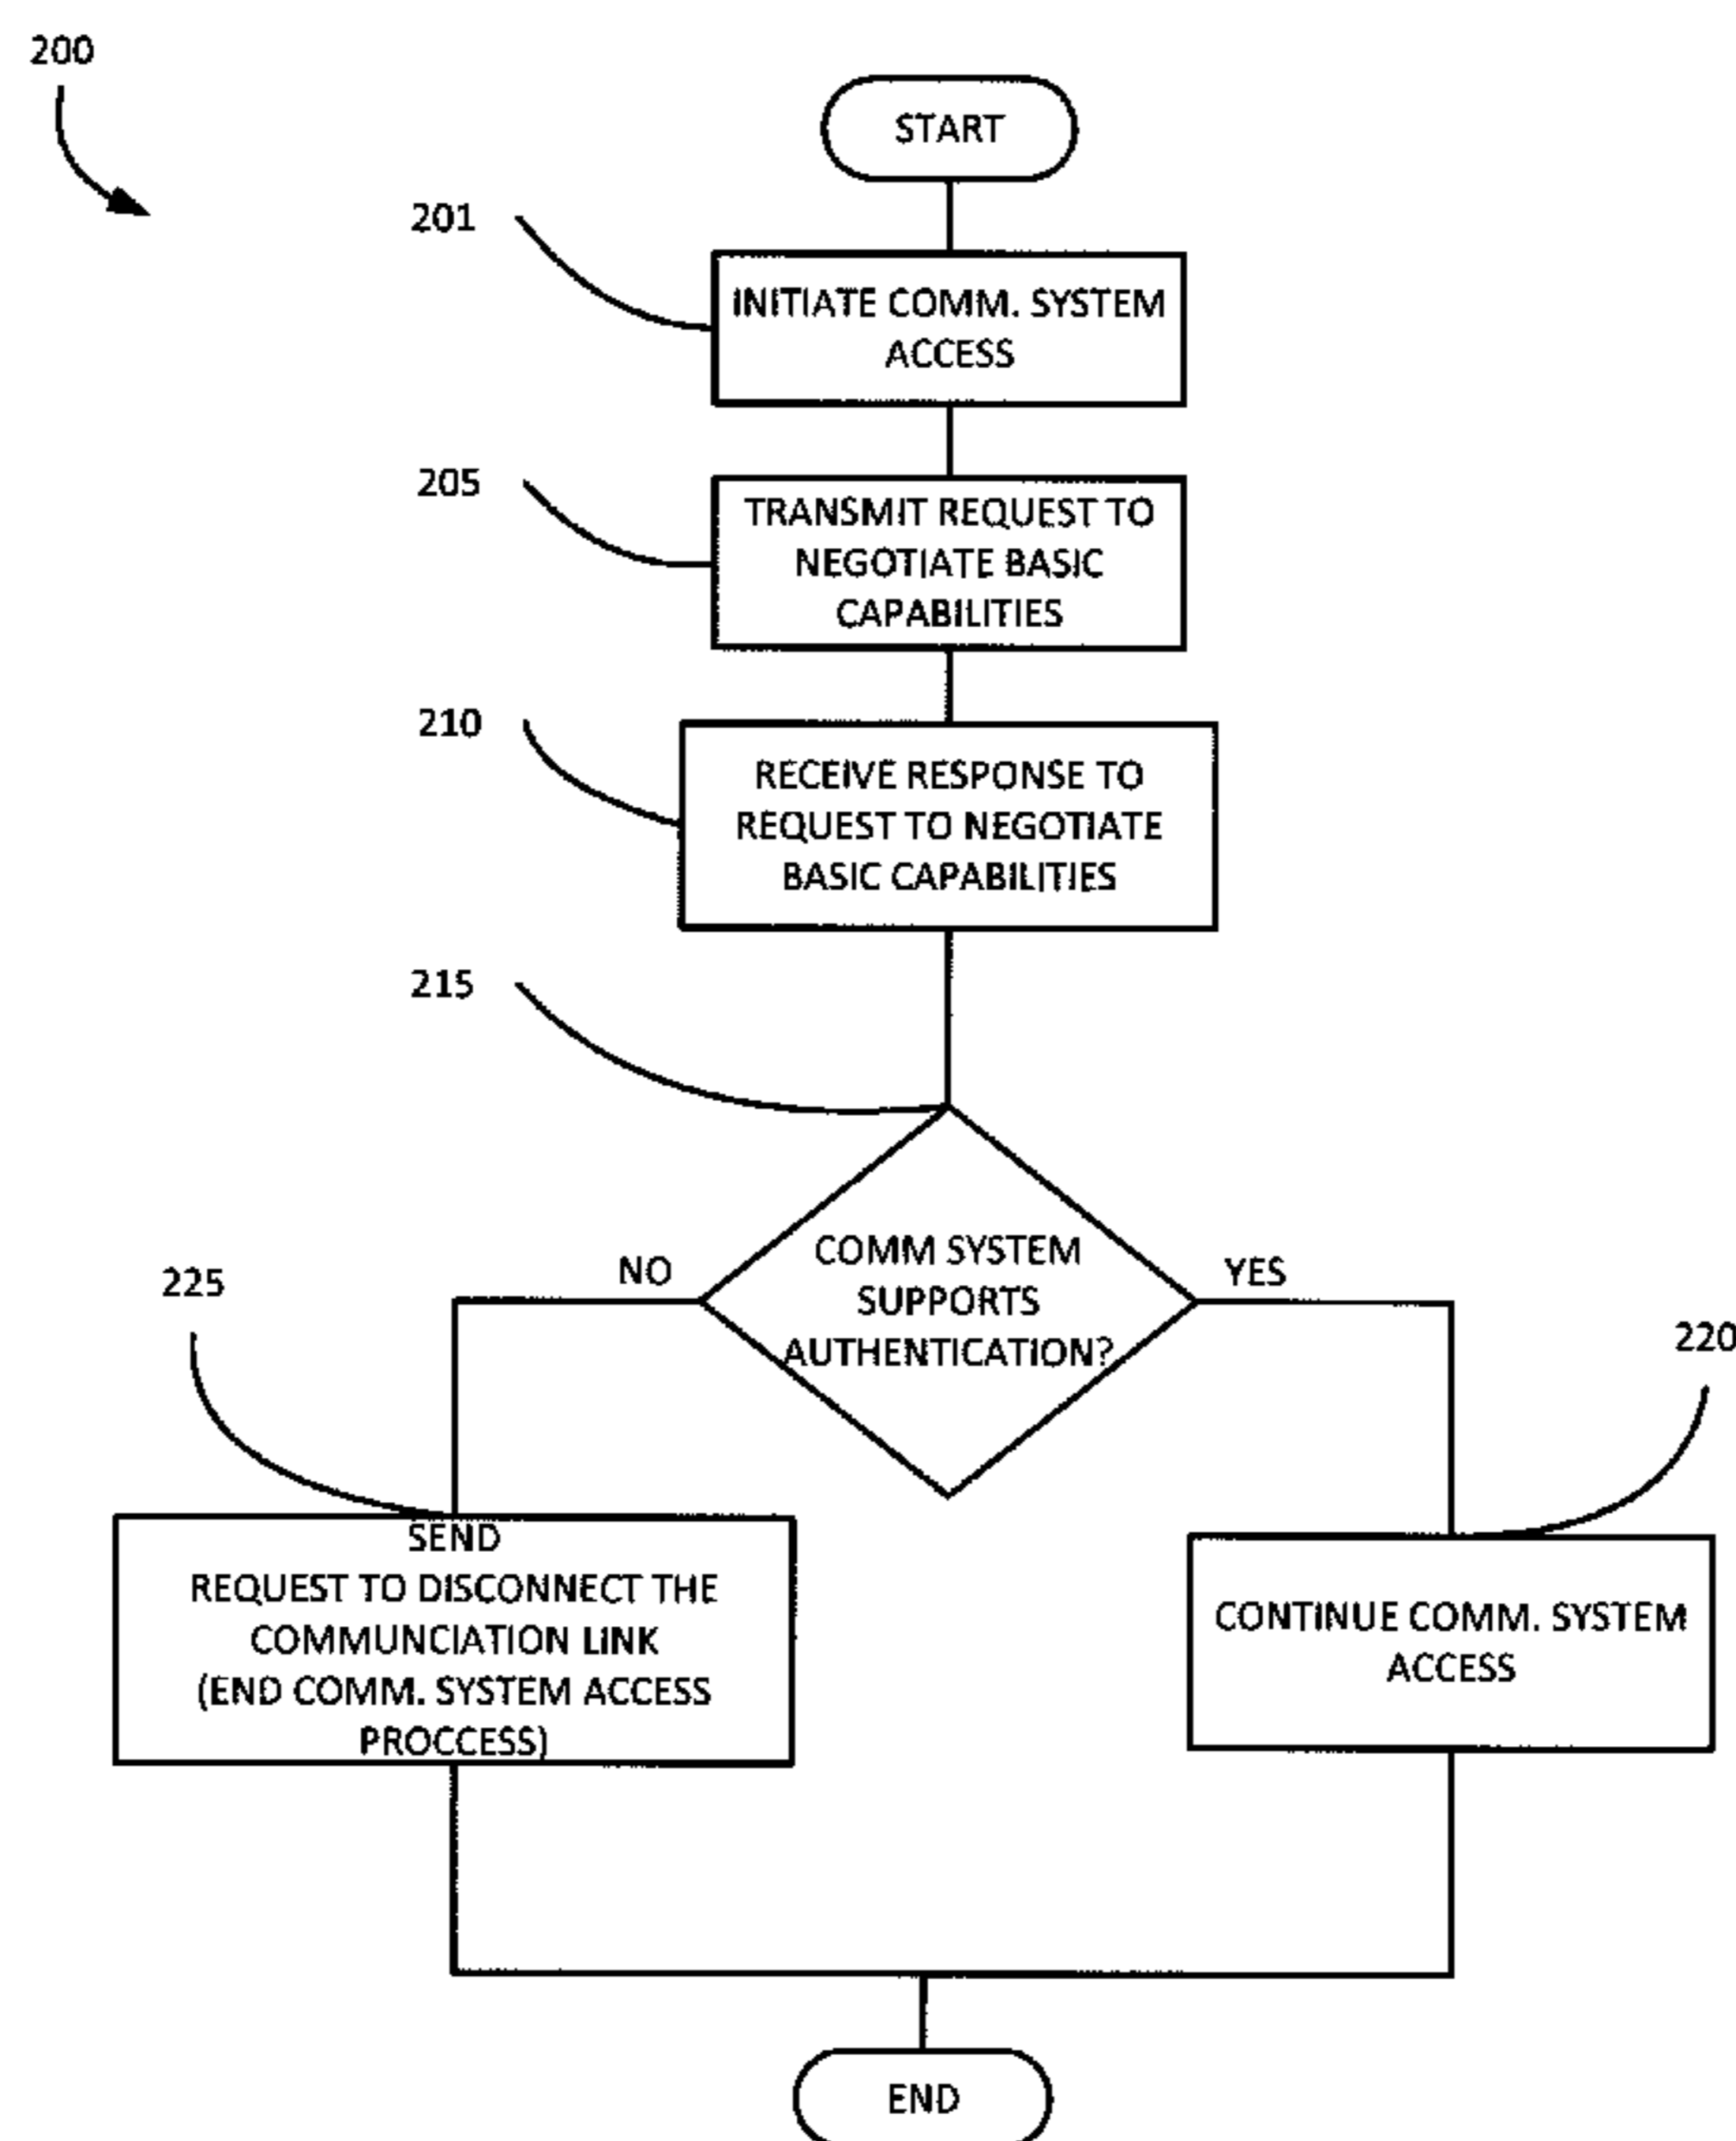 200
START
201
INITIATE COMM. SYSTEM
ACCESS
205
TRANSMIT REQUEST TO
NEGOTIATE BASIC
CAPABILITIES
210
RECEIVE RESPONSE TO
REQUEST TO NEGOTIATE
BASIC CAPABILITIES
215
COMM SYSTEM
SUPPORTS
AUTHENTICATION?
NO
YES
225
220
SEND
REQUEST TO DISCONNECT THE
COMMUNCIATION LINK
(END COMM. SYSTEM ACCESS
PROCCESS)
CONTINUE COMM. SYSTEM
ACCESS
END